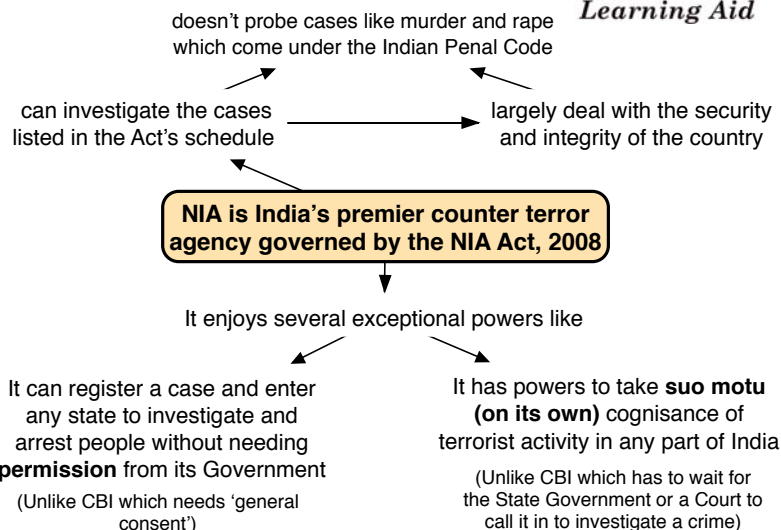 Learning Aid
doesn't probe cases like murder and rape
which come under the Indian Penal Code
can investigate the cases
listed in the Act's schedule
largely deal with the security
and integrity of the country
NIA is India's premier counter terror
agency governed by the NIA Act, 2008
It enjoys several exceptional powers like
It can register a case and enter
any state to investigate and
arrest people without needing
permission from its Government
(Unlike CBI which needs 'general
consent')
It has powers to take suo motu
(on its own) cognisance of
terrorist activity in any part of India
(Unlike CBI which has to wait for
the State Government or a Court to
call it in to investigate a crime)